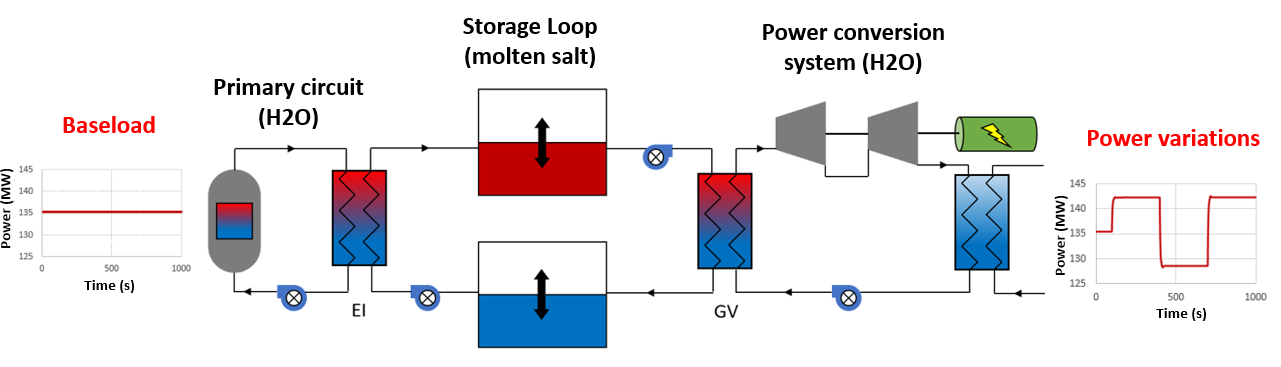 Storage Loop
(molten salt)
Power conversion
system (H2O)
Primary circuit
(H2O)
Baseload
Power variations
Power (MW)
145
140
135
130
125
0
500
1000
Time (s)
EI
GV
Power (MW)
145
140
135
130
125
0
500
1000
Time (s)